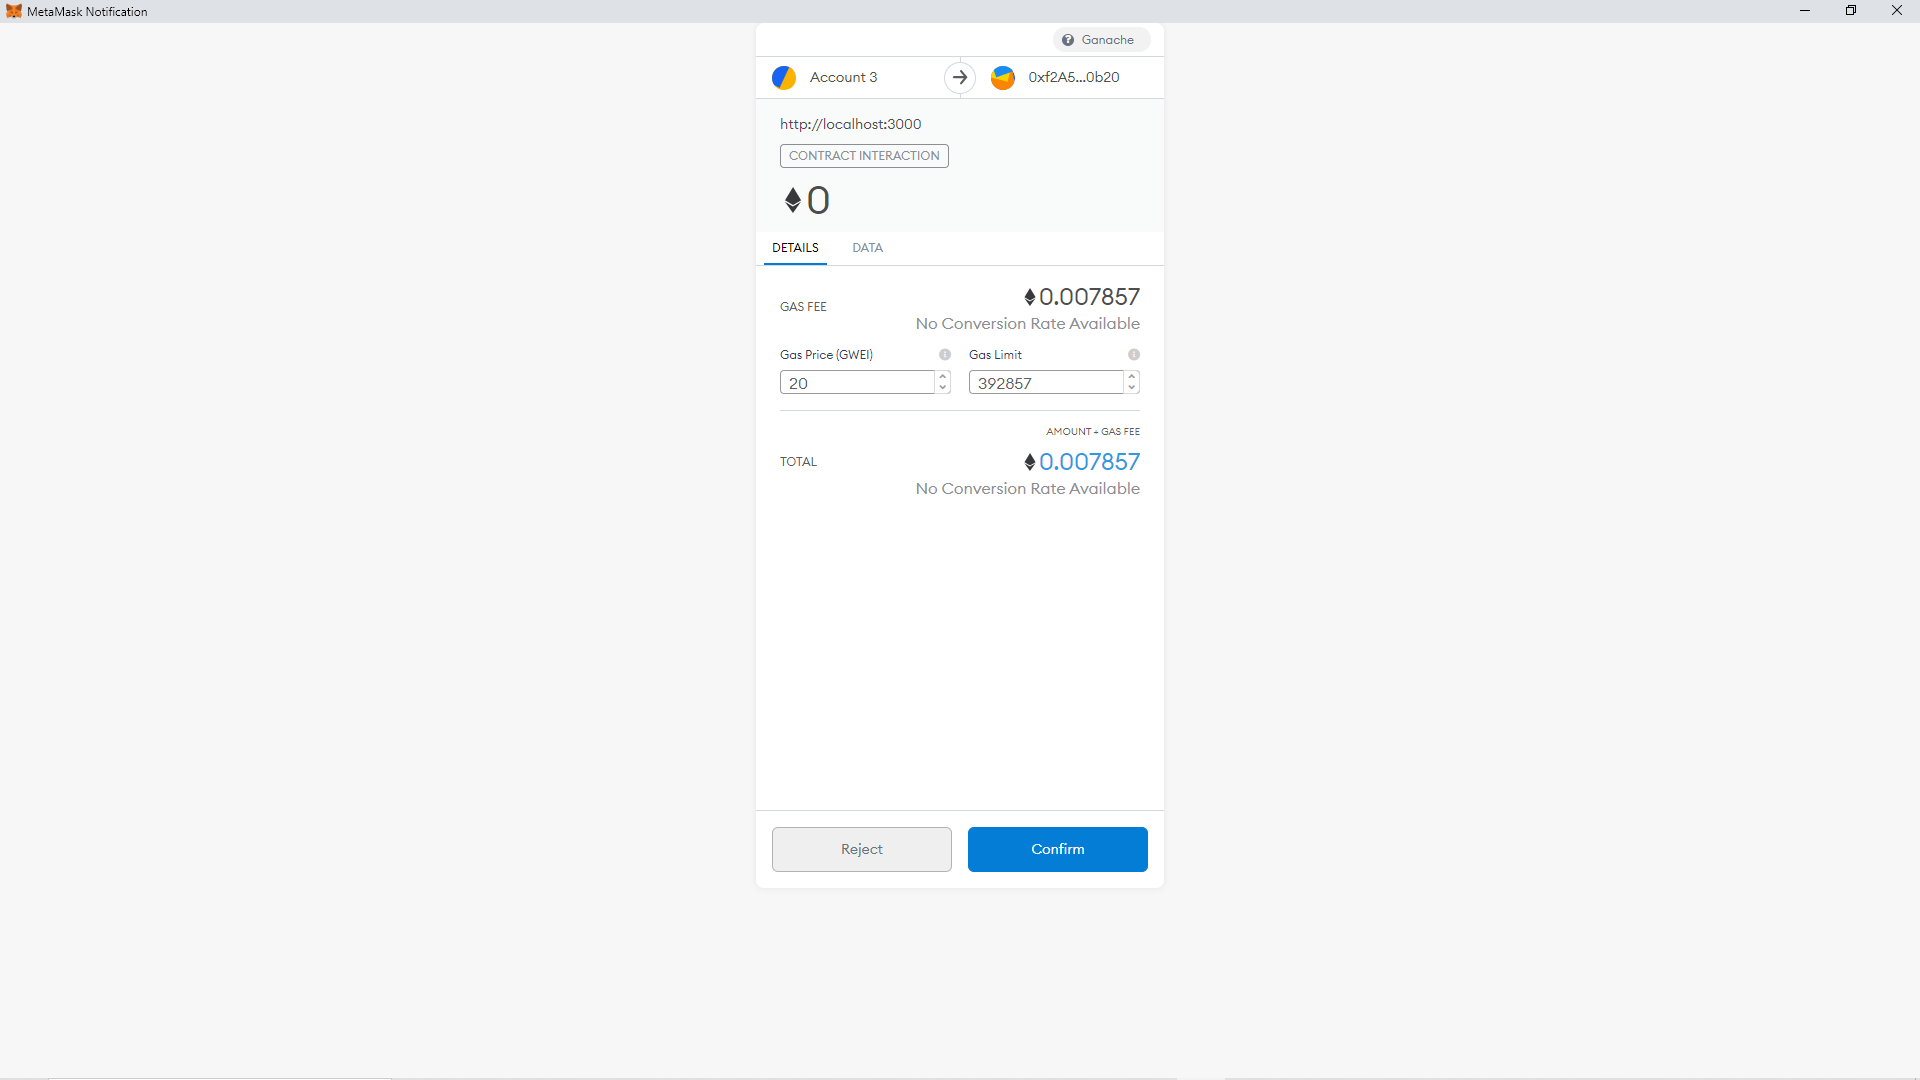 MetaMask Notification
Ganache
Account 3
0xf2A5...0b20
http://localhost:3000
CONTRACT INTERACTION
0
DETAILS DATA
GAS FEE
0.007857
No Conversion Rate Available
Gas Price (GWEI) Gas Limit
20 392857
AMOUNT + GAS FEE
TOTAL
0.007857
No Conversion Rate Available
Reject Confirm